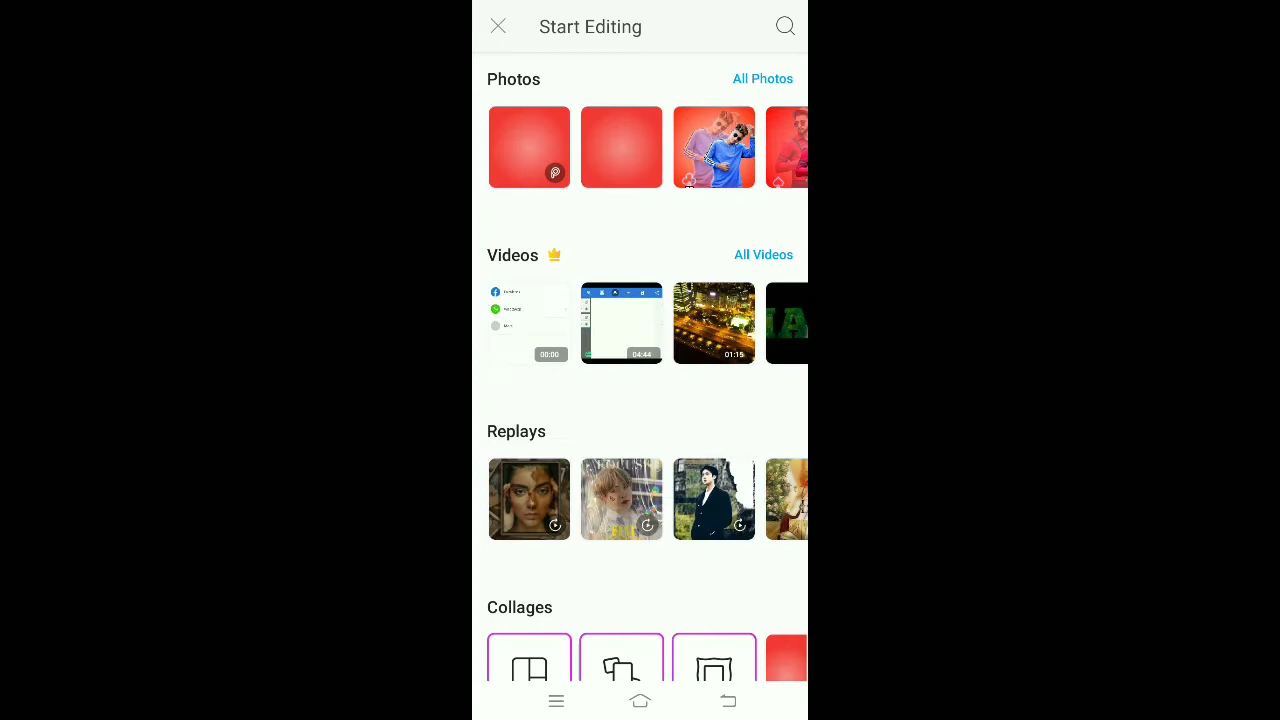 Start Editing
Photos
All Photos
Videos
All Videos
00:00
04:44
01:15
Replays
Collages